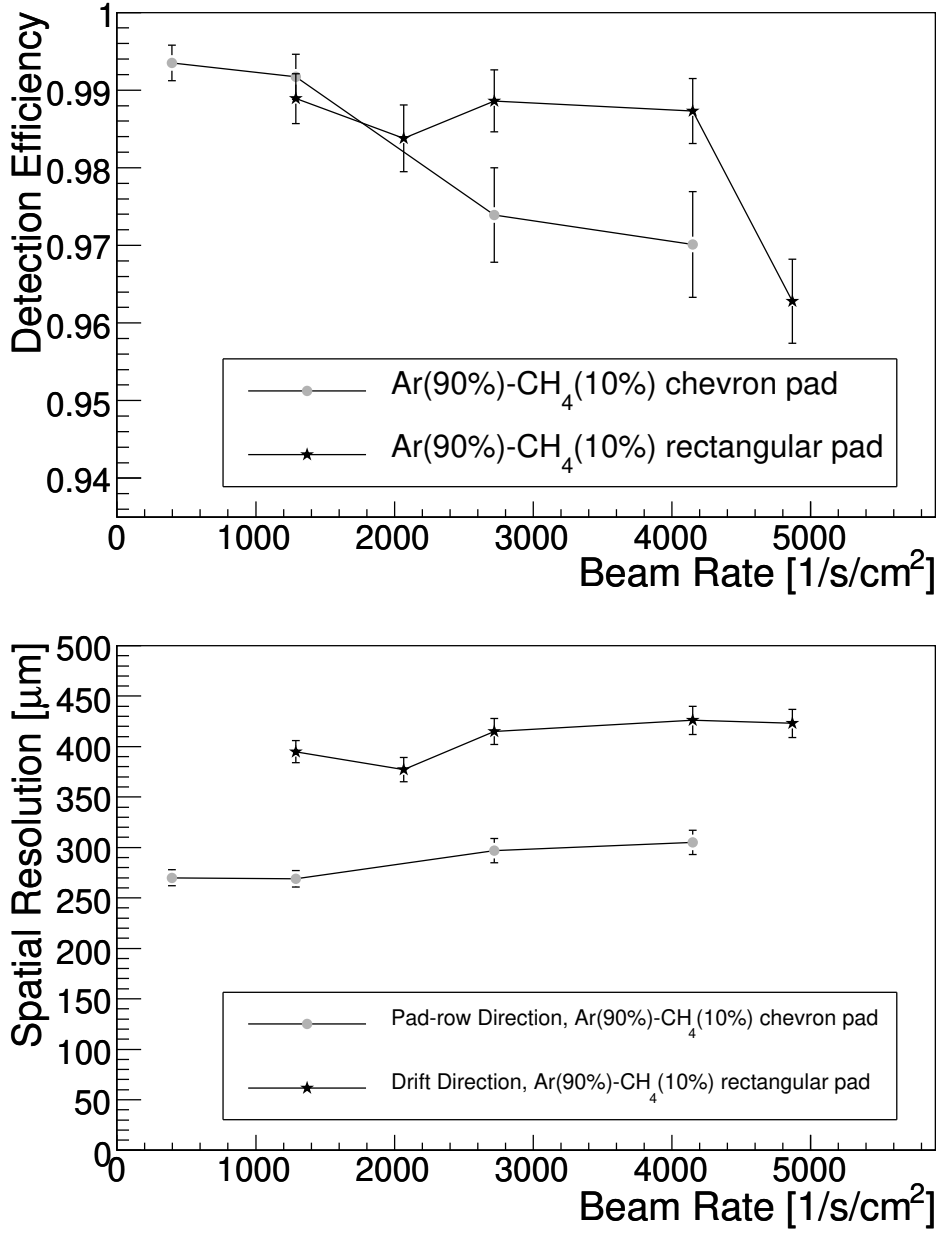 1
0.99
0.98
0.97
0.96
0.95
0.94
Detection Efficiency
Ar(90%)-CH4(10%) chevron pad
Ar(90%)-CH4(10%) rectangular pad
0 1000 2000 3000 4000 5000
Beam Rate [1/s/cm²]
500
450
400
350
300
250
200
150
100
50
0
Spatial Resolution [μm]
Pad-row Direction, Ar(90%)-CH4(10%) chevron pad
Drift Direction, Ar(90%)-CH4(10%) rectangular pad
0 1000 2000 3000 4000 5000
Beam Rate [1/s/cm²]